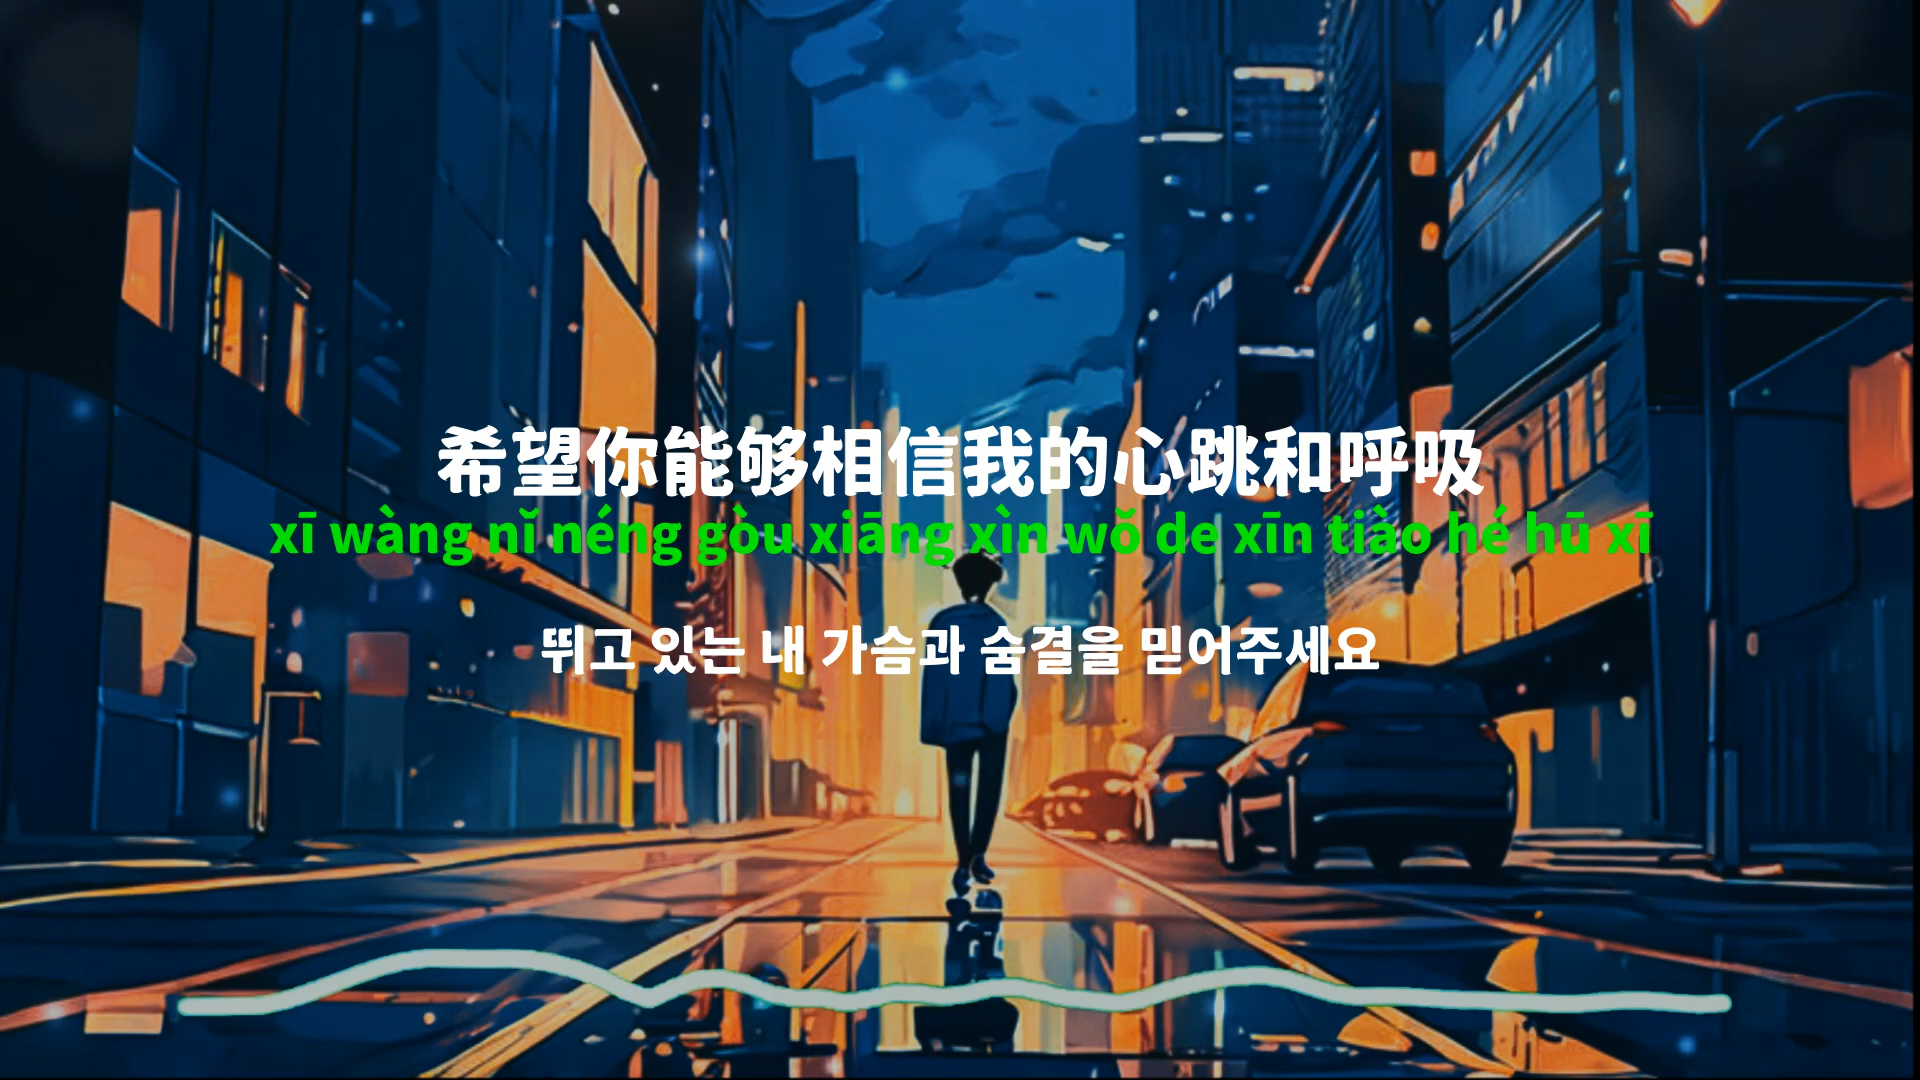 希望你能够相信我的心跳和呼吸
xī wàng nǐ néng gòu xiāng xìn wǒ de xīn tiào hé hū xī
뛰고 있는 내 가슴과 숨결을 믿어주세요